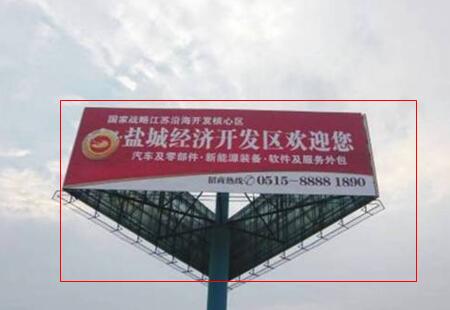 国家战略江苏沿海开发核心区
盐城经济开发区欢迎您
汽车及零部件·新能源装备·软件及服务外包
招商热线 0515-8888 1890